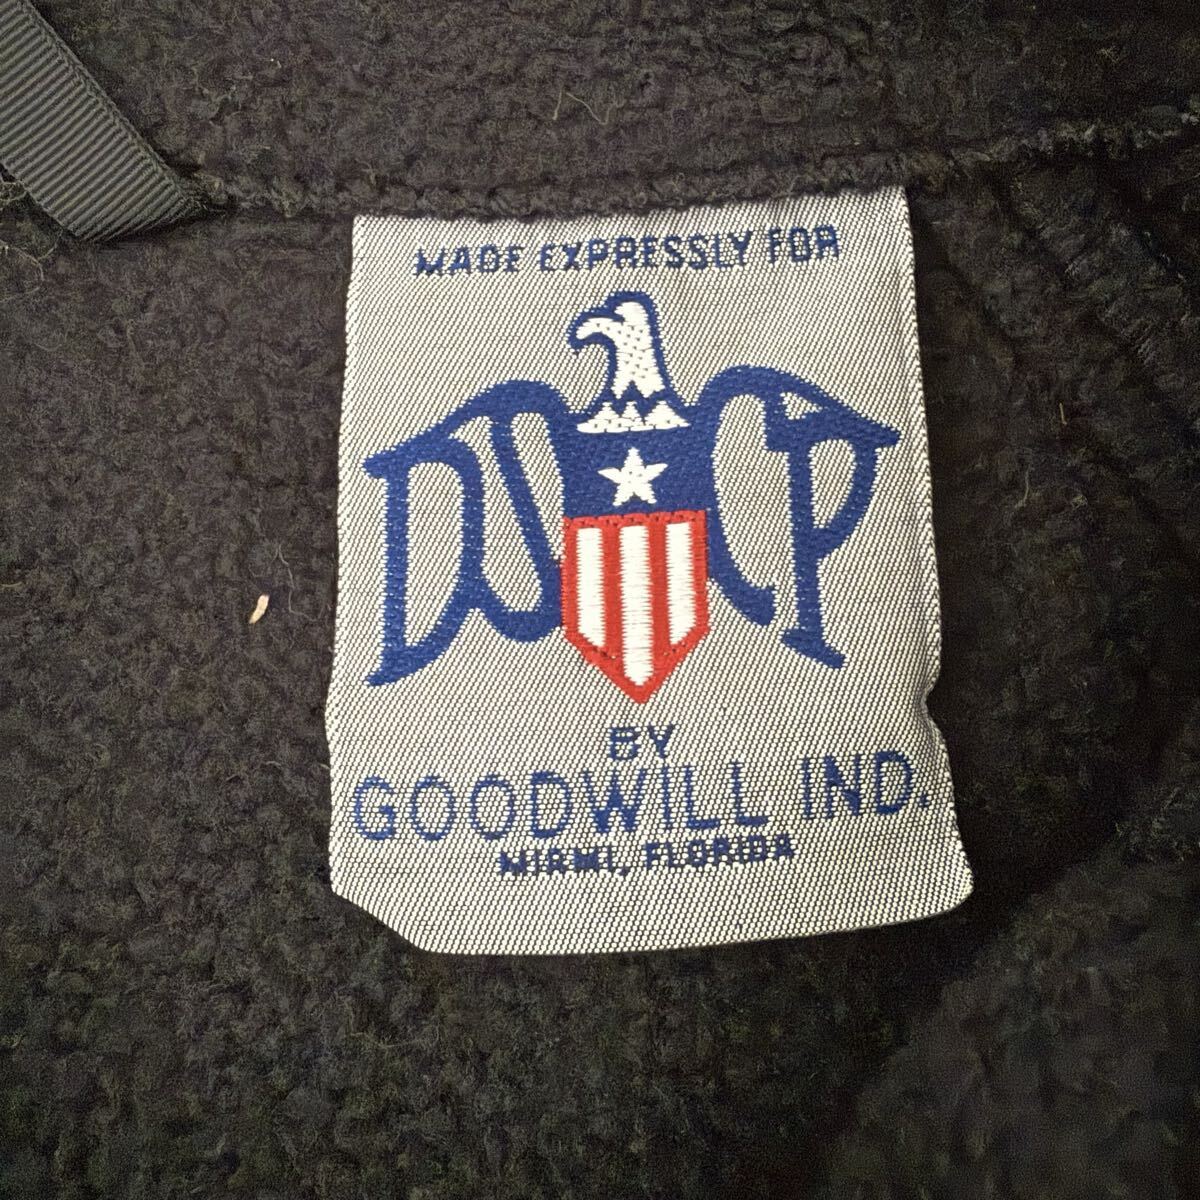 MADE EXPRESSLY FOR
DSCP
BY
GOODWILL IND.
MIAMI, FLORIDA